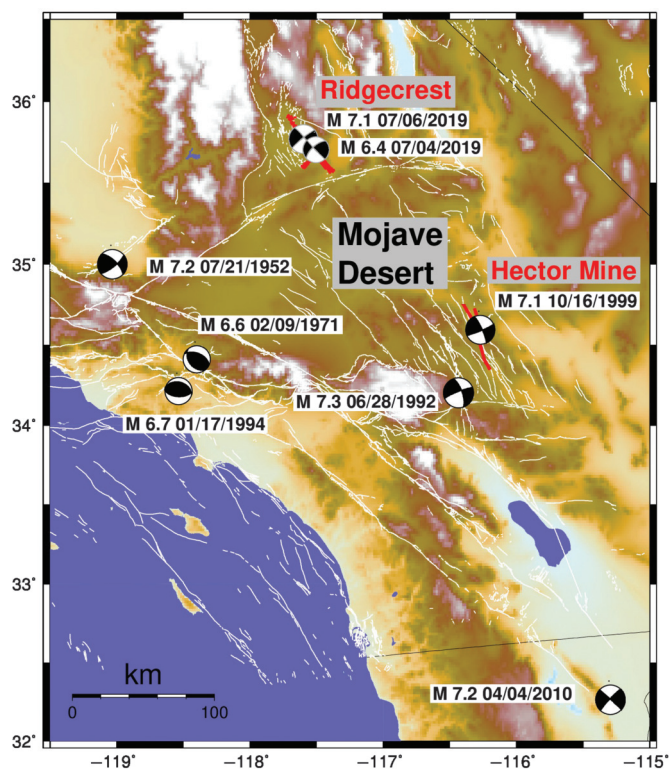 36˚
Ridgecrest
M 7.1 07/06/2019
M 6.4 07/04/2019
Mojave
Desert
35˚
M 7.2 07/21/1952
Hector Mine
M 7.1 10/16/1999
M 6.6 02/09/1971
M 7.3 06/28/1992
34˚
M 6.7 01/17/1994
33˚
km
0
100
M 7.2 04/04/2010
32˚
−119˚
−118˚
−117˚
−116˚
−115˚